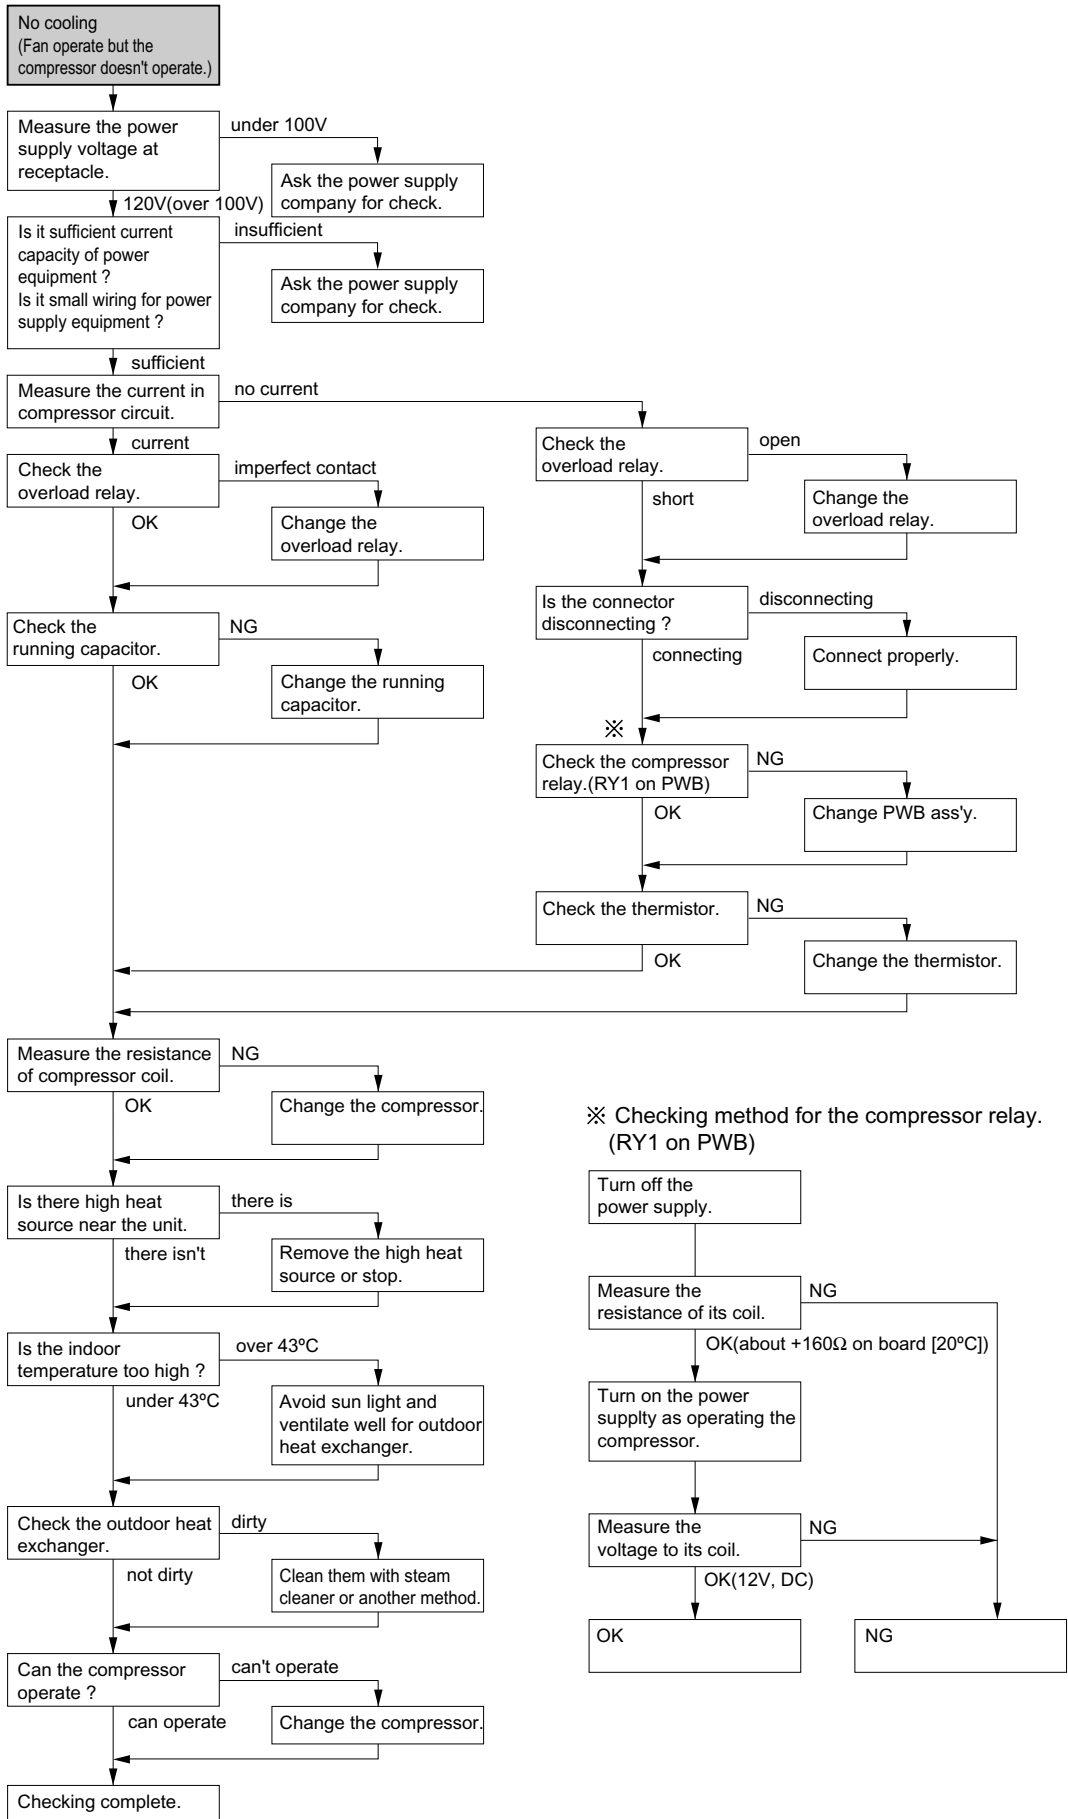 No cooling
(Fan operate but the
compressor doesn't operate.)
Measure the power
supply voltage at
receptacle.
under 100V
Ask the power supply
company for check.
120V(over 100V)
Is it sufficient current
capacity of power
equipment ?
Is it small wiring for power
supply equipment ?
insufficient
Ask the power supply
company for check.
sufficient
Measure the current in
compressor circuit.
no current
current
Check the
overload relay.
imperfect contact
OK
Change the
overload relay.
Check the
overload relay.
open
short
Change the
overload relay.
Is the connector
disconnecting ?
disconnecting
connecting
Connect properly.
Check the
running capacitor.
NG
OK
Change the running
capacitor.
※
Check the compressor
relay.(RY1 on PWB)
NG
OK
Change PWB ass'y.
Check the thermistor.
NG
OK
Change the thermistor.
Measure the resistance
of compressor coil.
NG
OK
Change the compressor.
Is there high heat
source near the unit.
there is
there isn't
Remove the high heat
source or stop.
Is the indoor
temperature too high ?
over 43ºC
under 43ºC
Avoid sun light and
ventilate well for outdoor
heat exchanger.
Check the outdoor heat
exchanger.
dirty
not dirty
Clean them with steam
cleaner or another method.
Can the compressor
operate ?
can't operate
can operate
Change the compressor.
Checking complete.
※ Checking method for the compressor relay.
(RY1 on PWB)
Turn off the
power supply.
Measure the
resistance of its coil.
NG
OK(about +160Ω on board [20ºC])
Turn on the power
supplty as operating the
compressor.
Measure the
voltage to its coil.
NG
OK(12V, DC)
OK
NG